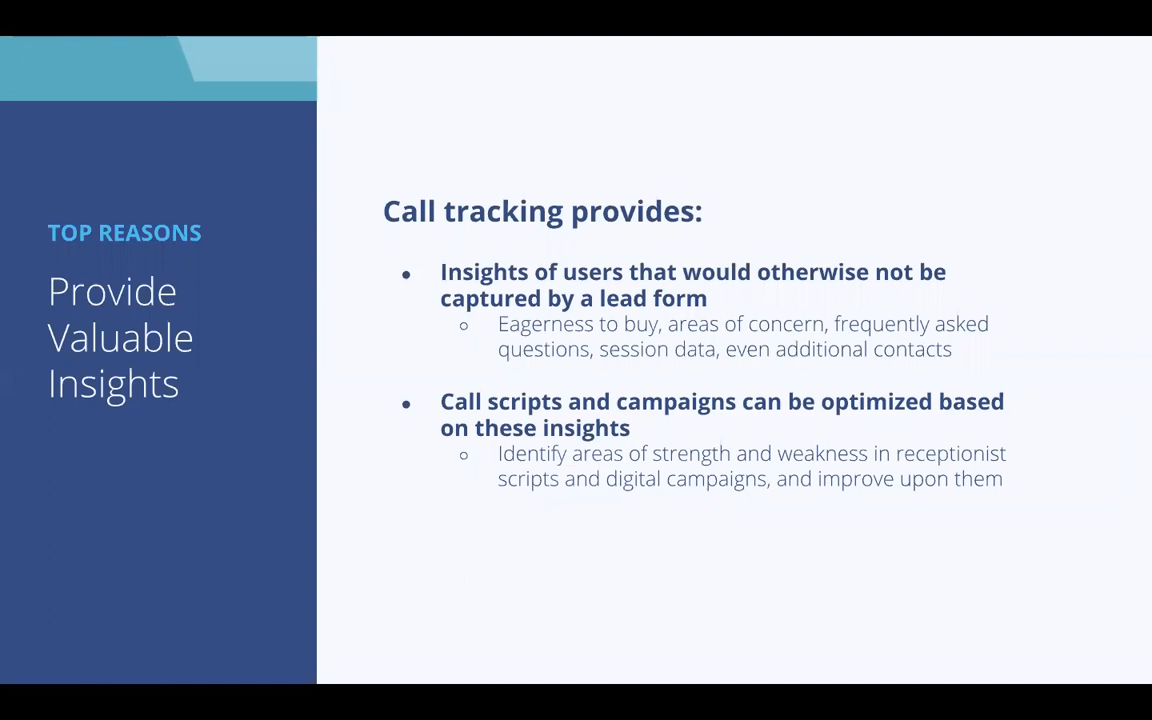 TOP REASONS
Provide
Valuable
Insights
Call tracking provides:
● Insights of users that would otherwise not be
captured by a lead form
○ Eagerness to buy, areas of concern, frequently asked
questions, session data, even additional contacts
● Call scripts and campaigns can be optimized based
on these insights
○ Identify areas of strength and weakness in receptionist
scripts and digital campaigns, and improve upon them